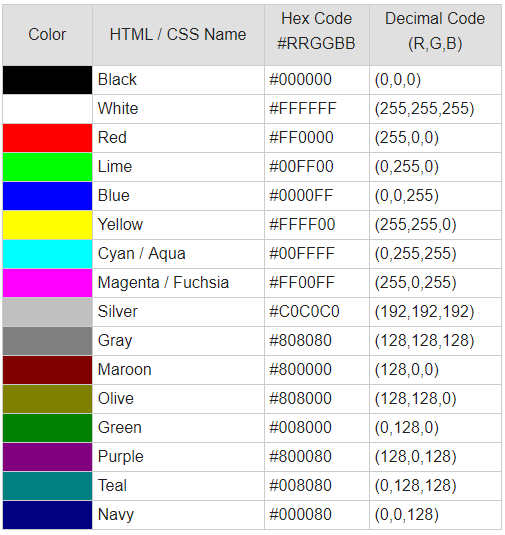 Color HTML / CSS Name Hex Code #RRGGBB Decimal Code (R,G,B)
Black #000000 (0,0,0)
White #FFFFFF (255,255,255)
Red #FF0000 (255,0,0)
Lime #00FF00 (0,255,0)
Blue #0000FF (0,0,255)
Yellow #FFFF00 (255,255,0)
Cyan / Aqua #00FFFF (0,255,255)
Magenta / Fuchsia #FF00FF (255,0,255)
Silver #C0C0C0 (192,192,192)
Gray #808080 (128,128,128)
Maroon #800000 (128,0,0)
Olive #808000 (128,128,0)
Green #008000 (0,128,0)
Purple #800080 (128,0,128)
Teal #008080 (0,128,128)
Navy #000080 (0,0,128)